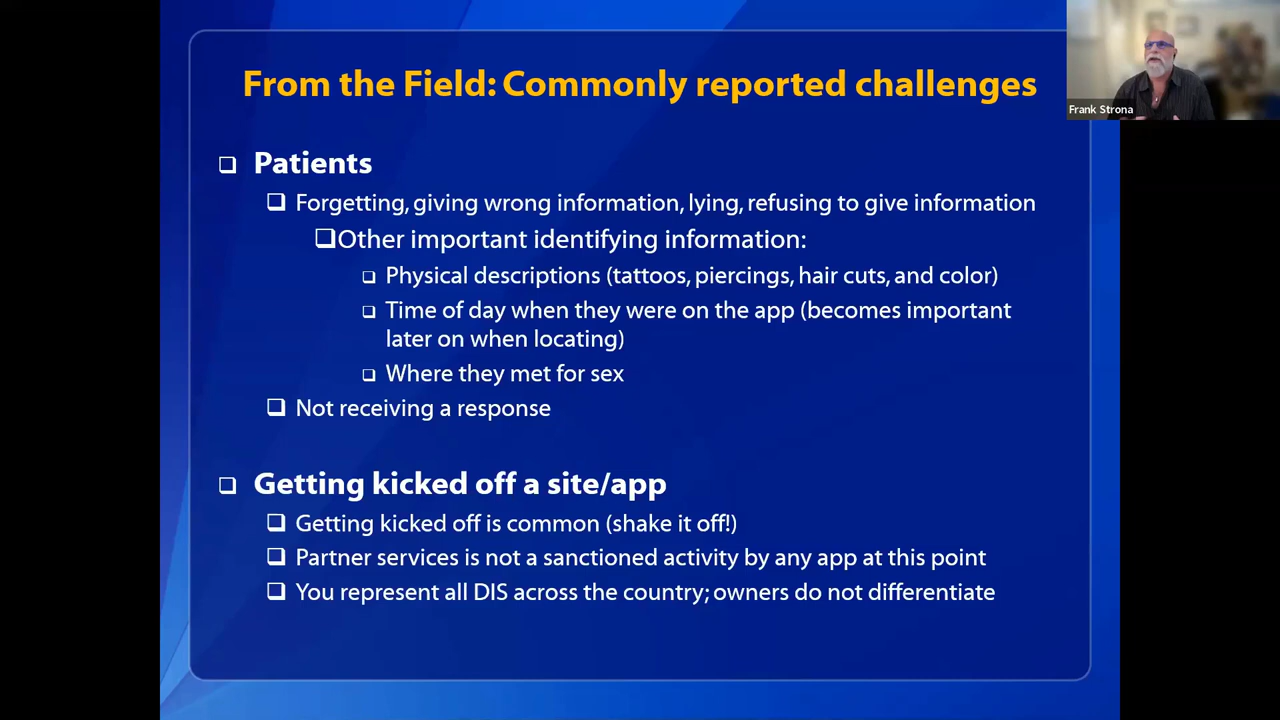 From the Field: Commonly reported challenges
Frank Strona
❑ Patients
❑ Forgetting, giving wrong information, lying, refusing to give information
❑Other important identifying information:
❑ Physical descriptions (tattoos, piercings, hair cuts, and color)
❑ Time of day when they were on the app (becomes important
later on when locating)
❑ Where they met for sex
❑ Not receiving a response
❑ Getting kicked off a site/app
❑ Getting kicked off is common (shake it off!)
❑ Partner services is not a sanctioned activity by any app at this point
❑ You represent all DIS across the country; owners do not differentiate